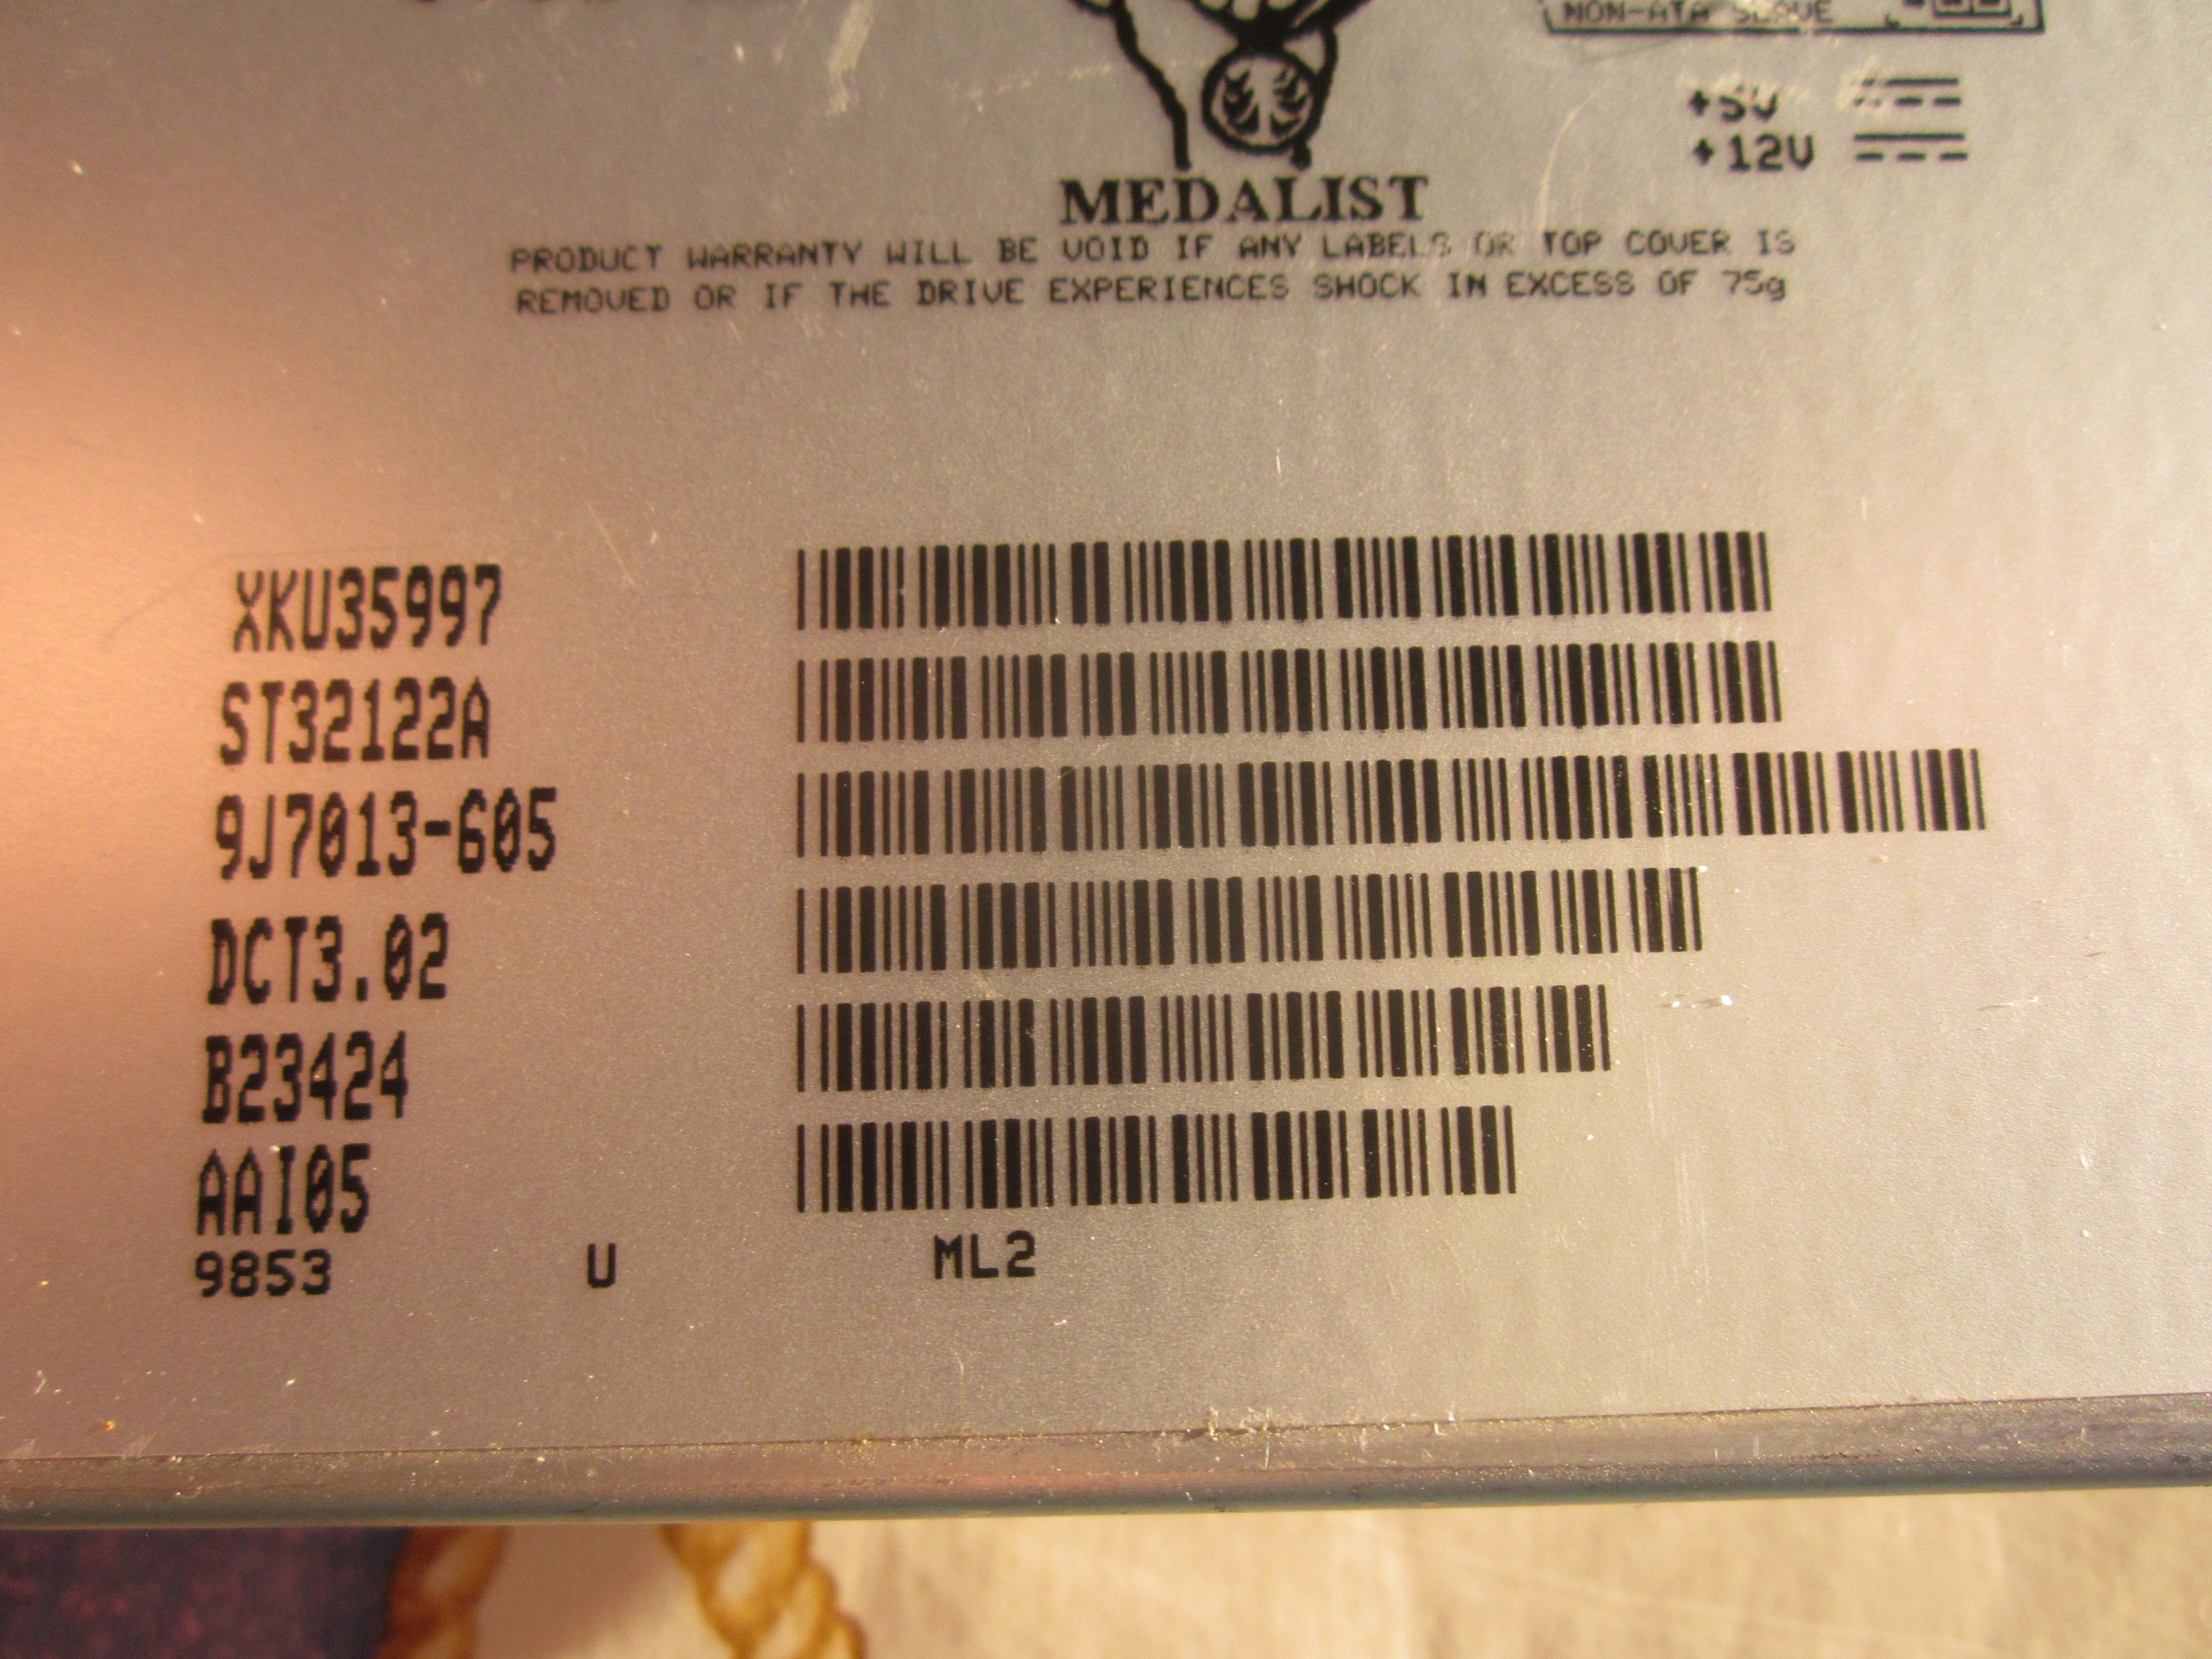 NON-ATA SLAVE
+5V
+12V
MEDALIST
PRODUCT WARRANTY WILL BE VOID IF ANY LABELS OR TOP COVER IS
REMOVED OR IF THE DRIVE EXPERIENCES SHOCK IN EXCESS OF 75g
XKU35997
ST32122A
9J7013-605
DCT3.02
B23424
AAI05
9853 U ML2